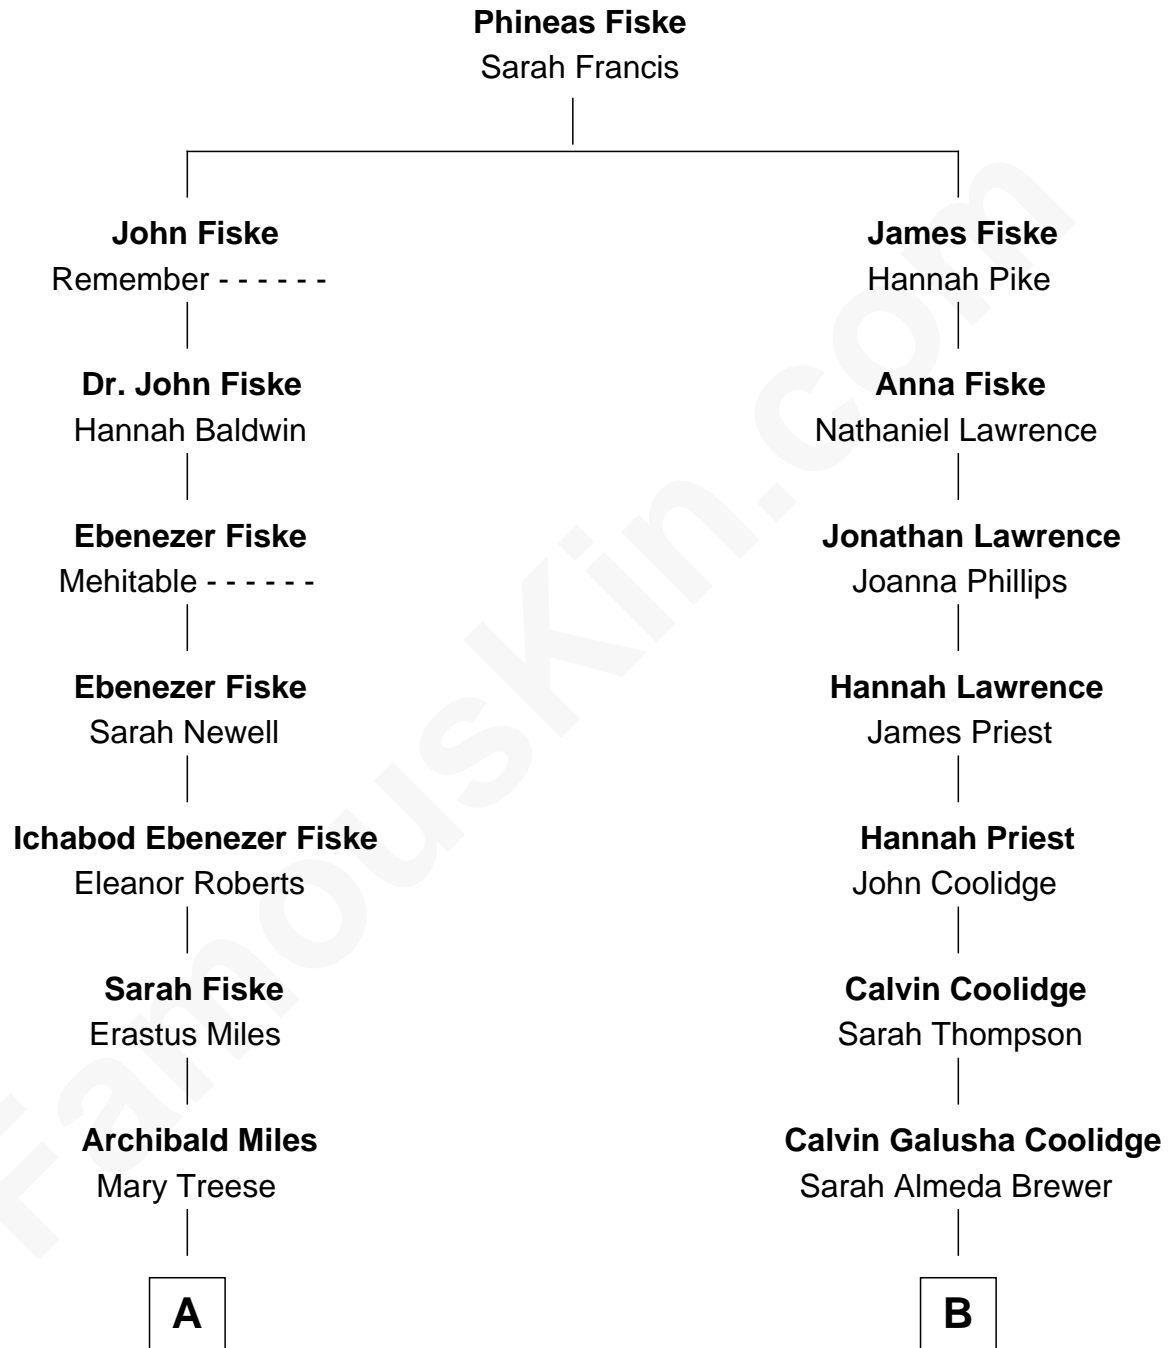 Phineas Fiske
Sarah Francis
John Fiske
Remember - - - - - -
James Fiske
Hannah Pike
Dr. John Fiske
Hannah Baldwin
Anna Fiske
Nathaniel Lawrence
Ebenezer Fiske
Mehitable - - - - - -
Jonathan Lawrence
Joanna Phillips
Ebenezer Fiske
Sarah Newell
Hannah Lawrence
James Priest
Ichabod Ebenezer Fiske
Eleanor Roberts
Hannah Priest
John Coolidge
Sarah Fiske
Erastus Miles
Calvin Coolidge
Sarah Thompson
Archibald Miles
Mary Treese
Calvin Galusha Coolidge
Sarah Almeda Brewer
A
B
FamousKin.com